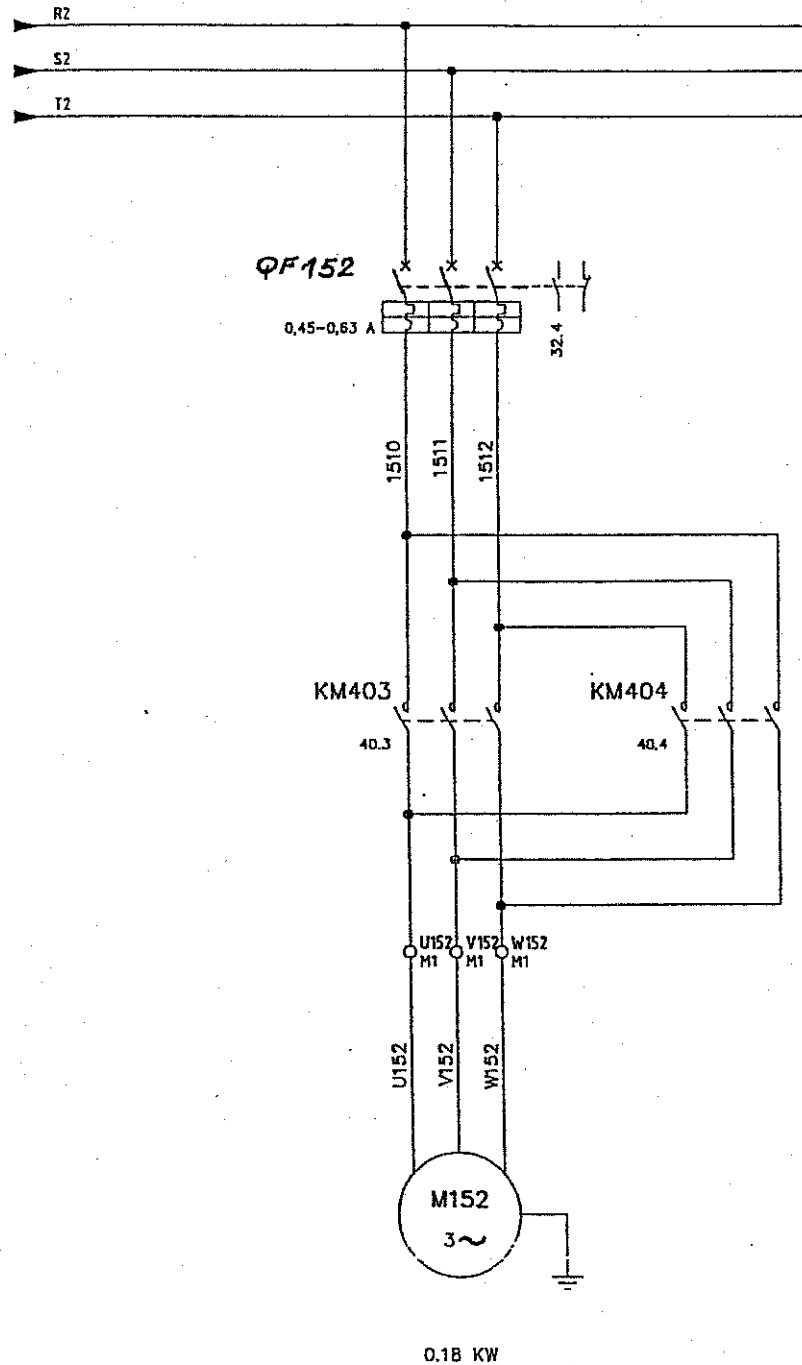 R2
S2
T2
QF152
0,45-0,63 A
32.4
1510
1511
1512
KM403
40.3
KM404
40.4
U152
M1
V152
M1
W152
M1
U152
V152
W152
M152
3~
0.18 KW